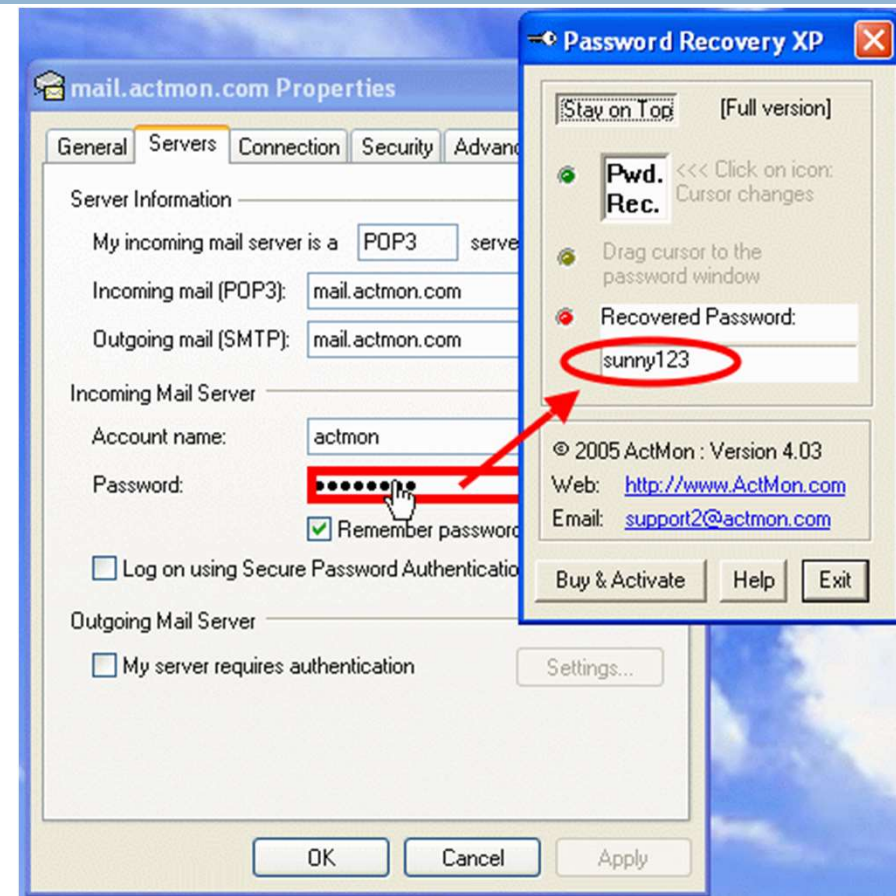 mail.actmon.com Properties
General Servers Connection Security Advanc
Server Information
My incoming mail server is a POP3 serve
Incoming mail (POP3): mail.actmon.com
Outgoing mail (SMTP): mail.actmon.com
Incoming Mail Server
Account name: actmon
Password: ••••••••
Remember password
Log on using Secure Password Authenticatio
Outgoing Mail Server
My server requires authentication Settings...
OK Cancel Apply
Password Recovery XP
Stay on Top [Full version]
Pwd. Rec.
<<< Click on icon:
Cursor changes
Drag cursor to the
password window
Recovered Password:
sunny123
© 2005 ActMon : Version 4.03
Web: http://www.ActMon.com
Email: support2@actmon.com
Buy & Activate Help Exit